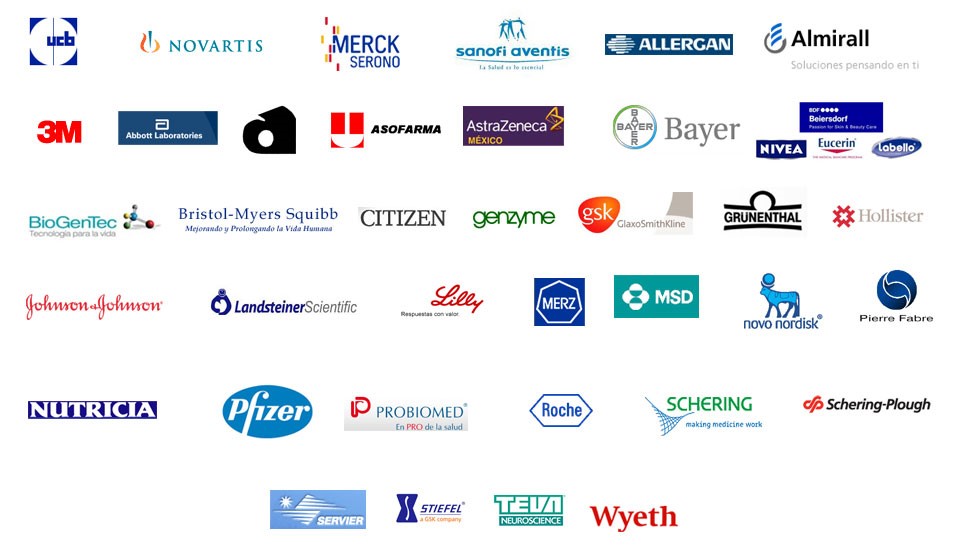 ucb
NOVARTIS
MERCK
SERONO
sanofi aventis
La Salud es lo esencial
ALLERGAN
Almirall
Soluciones pensando en ti
3M
Abbott Laboratories
a
ASOFARMA
AstraZeneca
MÉXICO
BAYER
BAYER
Bayer
BDF
Beiersdorf
Passion for Skin & Beauty Care
NIVEA
Eucerin
labello
BioGenTec
Tecnología para la vida
Bristol-Myers Squibb
Mejorando y Prolongando la Vida Humana
CITIZEN
genzyme
gsk
GlaxoSmithKline
GRÜNENTHAL
Hollister
Johnson & Johnson
LandsteinerScientific
Lilly
Respuestas con valor.
MERZ
MSD
novo nordisk®
Pierre Fabre
NUTRICIA
Pfizer
PROBIOMED®
En PRO de la salud
Roche
SCHERING
making medicine work
Schering-Plough
SERVIER
STIEFEL®
a GSK company
TEVA
NEUROSCIENCE
Wyeth